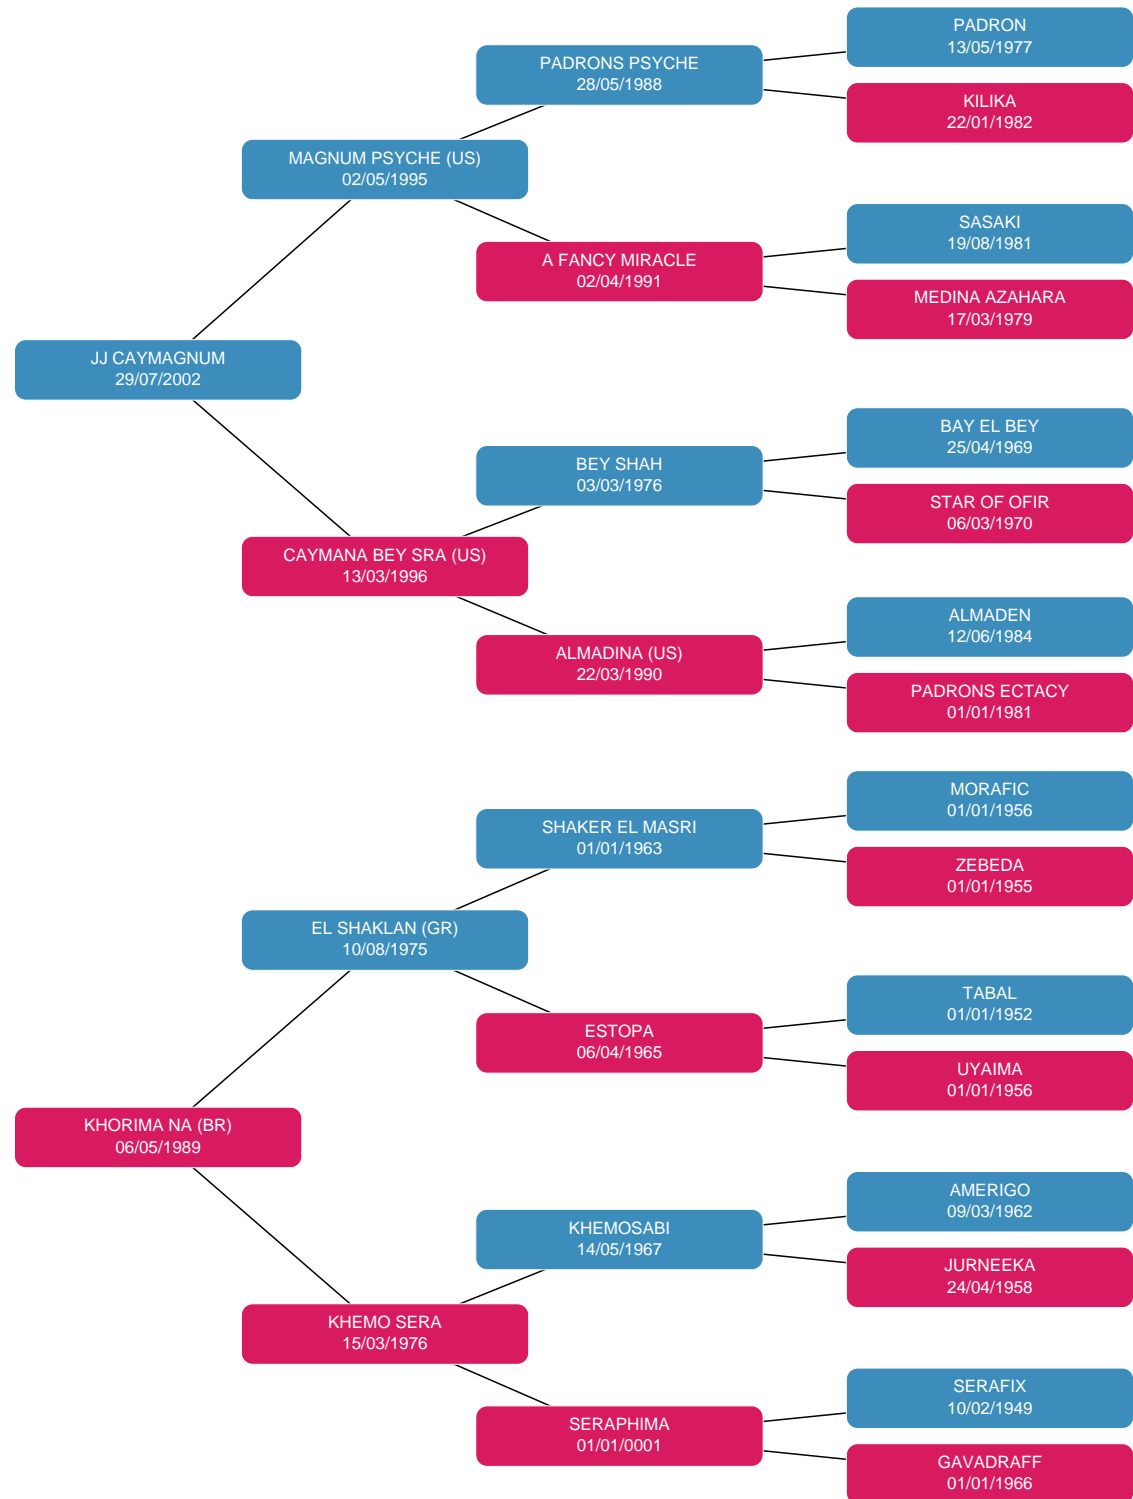 PADRON
13/05/1977
PADRONS PSYCHE
28/05/1988
KILIKA
22/01/1982
MAGNUM PSYCHE (US)
02/05/1995
SASAKI
19/08/1981
A FANCY MIRACLE
02/04/1991
MEDINA AZAHARA
17/03/1979
JJ CAYMAGNUM
29/07/2002
BAY EL BEY
25/04/1969
BEY SHAH
03/03/1976
STAR OF OFIR
06/03/1970
CAYMANA BEY SRA (US)
13/03/1996
ALMADEN
12/06/1984
ALMADINA (US)
22/03/1990
PADRONS ECTACY
01/01/1981
MORAFIC
01/01/1956
SHAKER EL MASRI
01/01/1963
ZEBEDA
01/01/1955
EL SHAKLAN (GR)
10/08/1975
TABAL
01/01/1952
ESTOPA
06/04/1965
UYAIMA
01/01/1956
KHORIMA NA (BR)
06/05/1989
AMERIGO
09/03/1962
KHEMOSABI
14/05/1967
JURNEEKA
24/04/1958
KHEMO SERA
15/03/1976
SERAFIX
10/02/1949
SERAPHIMA
01/01/0001
GAVADRAFF
01/01/1966